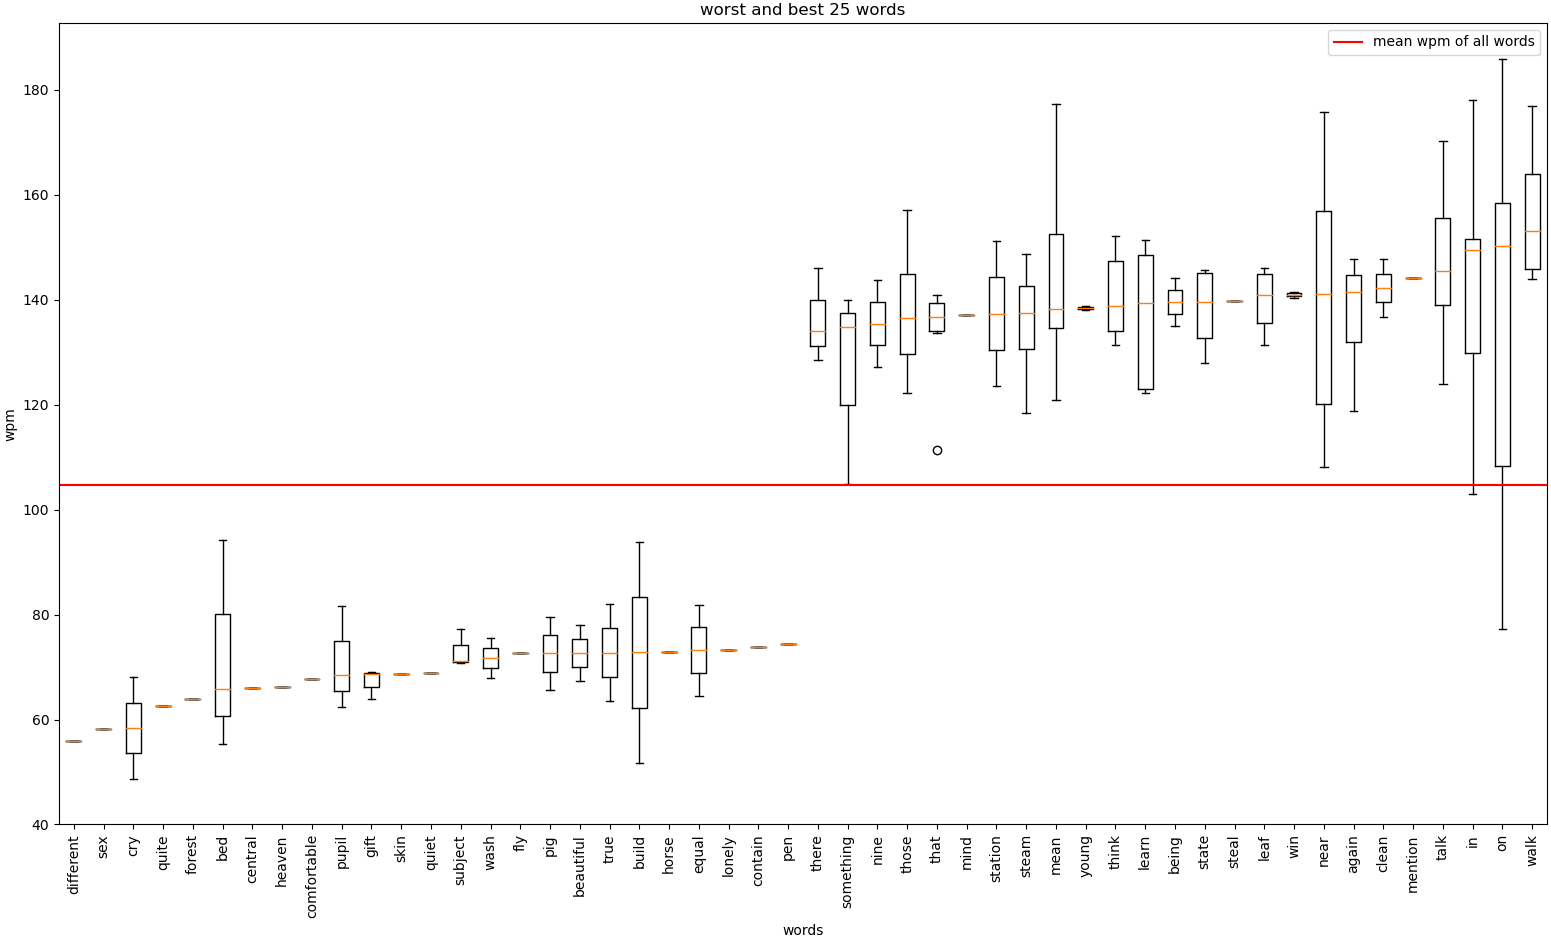 worst and best 25 words
mean wpm of all words
180
160
140
120
100
80
60
40
wpm
different
sex
cry
quite
forest
bed
central
heaven
comfortable
pupil
gift
skin
quiet
subject
wash
fly
pig
beautiful
true
build
horse
equal
lonely
contain
pen
there
something
nine
those
that
mind
station
steam
mean
young
think
learn
being
state
steal
leaf
win
near
again
clean
mention
talk
in
on
walk
words